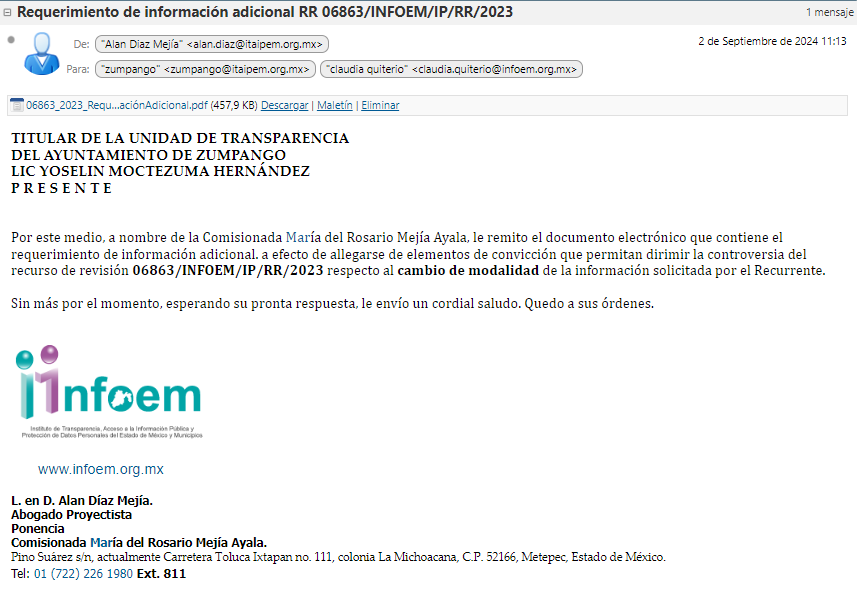 Requerimiento de información adicional RR 06863/INFOEM/IP/RR/2023
1 mensaje
De: "Alan Diaz Mejía" <alan.diaz@itaipem.org.mx>
2 de Septiembre de 2024 11:13
Para: "zumpango" <zumpango@itaipem.org.mx> "claudia quiterio" <claudia.quiterio@infoem.org.mx>
06863_2023_Requ...aciónAdicional.pdf (457,9 KB) Descargar | Maletín | Eliminar
TITULAR DE LA UNIDAD DE TRANSPARENCIA
DEL AYUNTAMIENTO DE ZUMPANGO
LIC YOSELIN MOCTEZUMA HERNÁNDEZ
P R E S E N T E
Por este medio, a nombre de la Comisionada María del Rosario Mejía Ayala, le remito el documento electrónico que contiene el
requerimiento de información adicional. a efecto de allegarse de elementos de convicción que permitan dirimir la controversia del
recurso de revisión 06863/INFOEM/IP/RR/2023 respecto al cambio de modalidad de la información solicitada por el Recurrente.
Sin más por el momento, esperando su pronta respuesta, le envío un cordial saludo. Quedo a sus órdenes.
infoem
Instituto de Transparencia, Acceso a la Información Pública y
Protección de Datos Personales del Estado de México y Municipios
www.infoem.org.mx
L. en D. Alan Díaz Mejía.
Abogado Proyectista
Ponencia
Comisionada María del Rosario Mejía Ayala.
Pino Suárez s/n, actualmente Carretera Toluca Ixtapan no. 111, colonia La Michoacana, C.P. 52166, Metepec, Estado de México.
Tel: 01 (722) 226 1980 Ext. 811